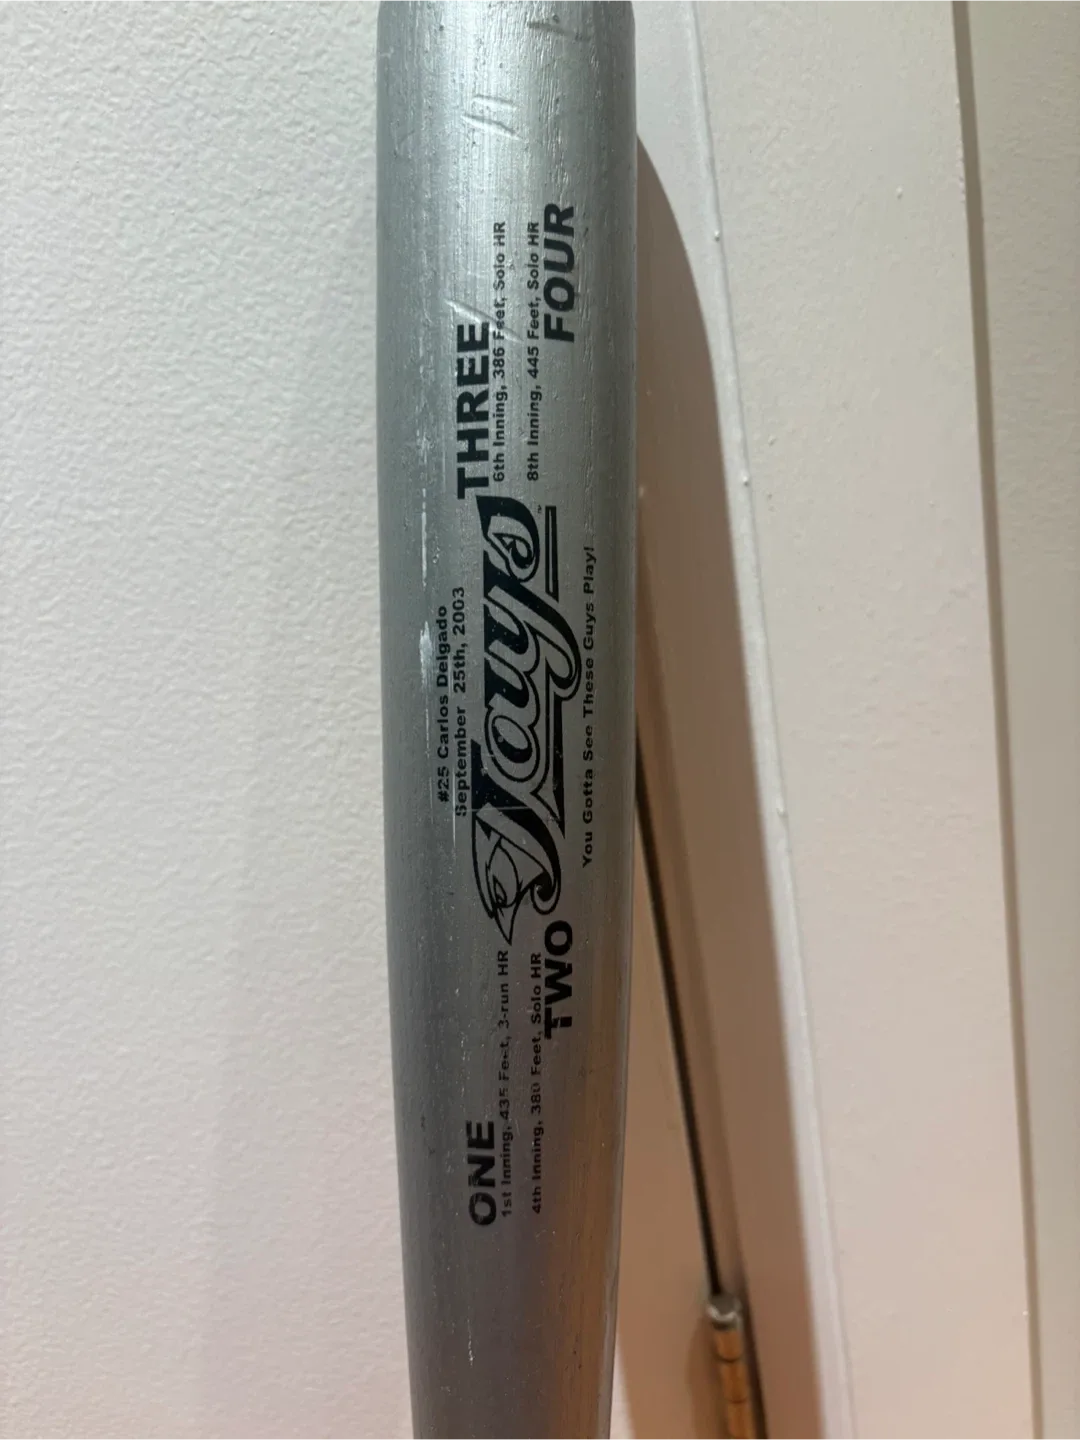 #25 Carlos Delgado
September 25th, 2003
ONE
1st Inning, 435 Feet, 3-run HR
4th Inning, 380 Feet, Solo HR
TWO
Jays
™
THREE
6th Inning, 386 Feet, Solo HR
8th Inning, 445 Feet, Solo HR
FOUR
You Gotta See These Guys Play!